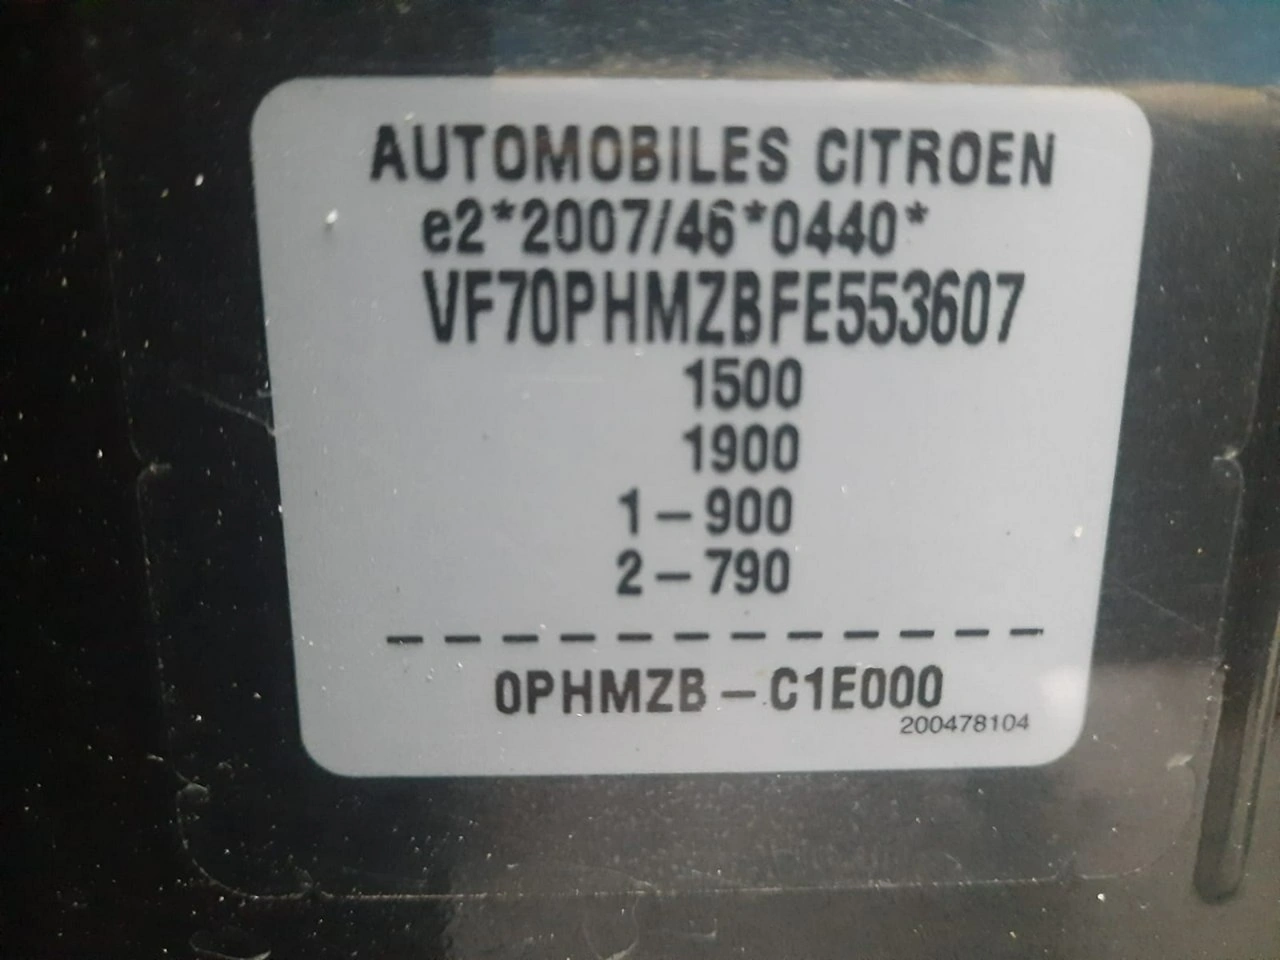 AUTOMOBILES CITROEN
e2*2007/46*0440*
VF70PHMZBFE553607
1500
1900
1-900
2-790
0PHMZB-C1E000
200478104